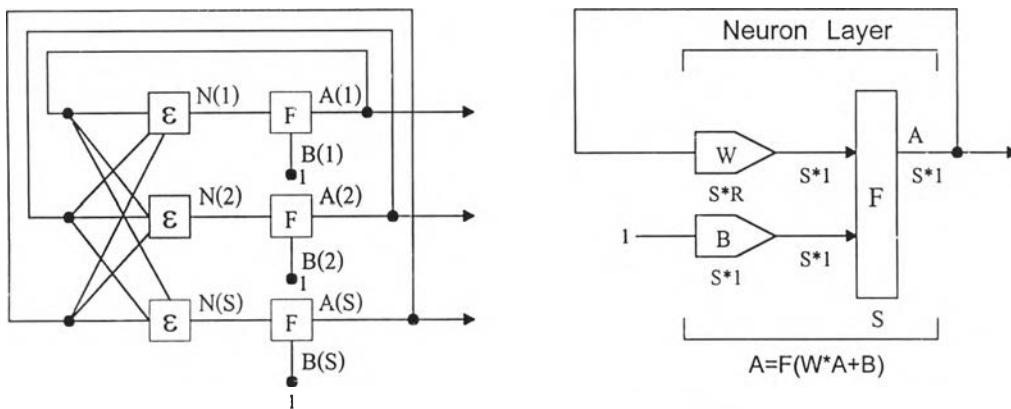 N(1)
A(1)
ε
F
B(1)
1
N(2)
A(2)
ε
F
B(2)
1
N(S)
A(S)
ε
F
B(S)
1
Neuron Layer
W
S*R
S*1
A
S*1
F
1
B
S*1
S*1
S
A=F(W*A+B)